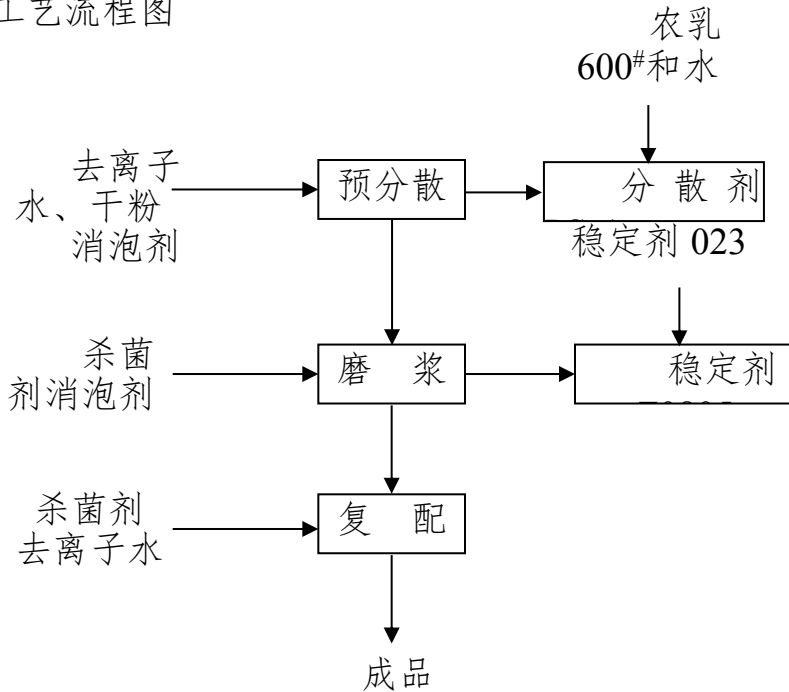 工艺流程图
农乳
600#和水
去离子
水、干粉
消泡剂
预分散
分散剂
稳定剂 023
杀菌
剂消泡剂
磨 浆
稳定剂
杀菌剂
去离子水
复 配
成品